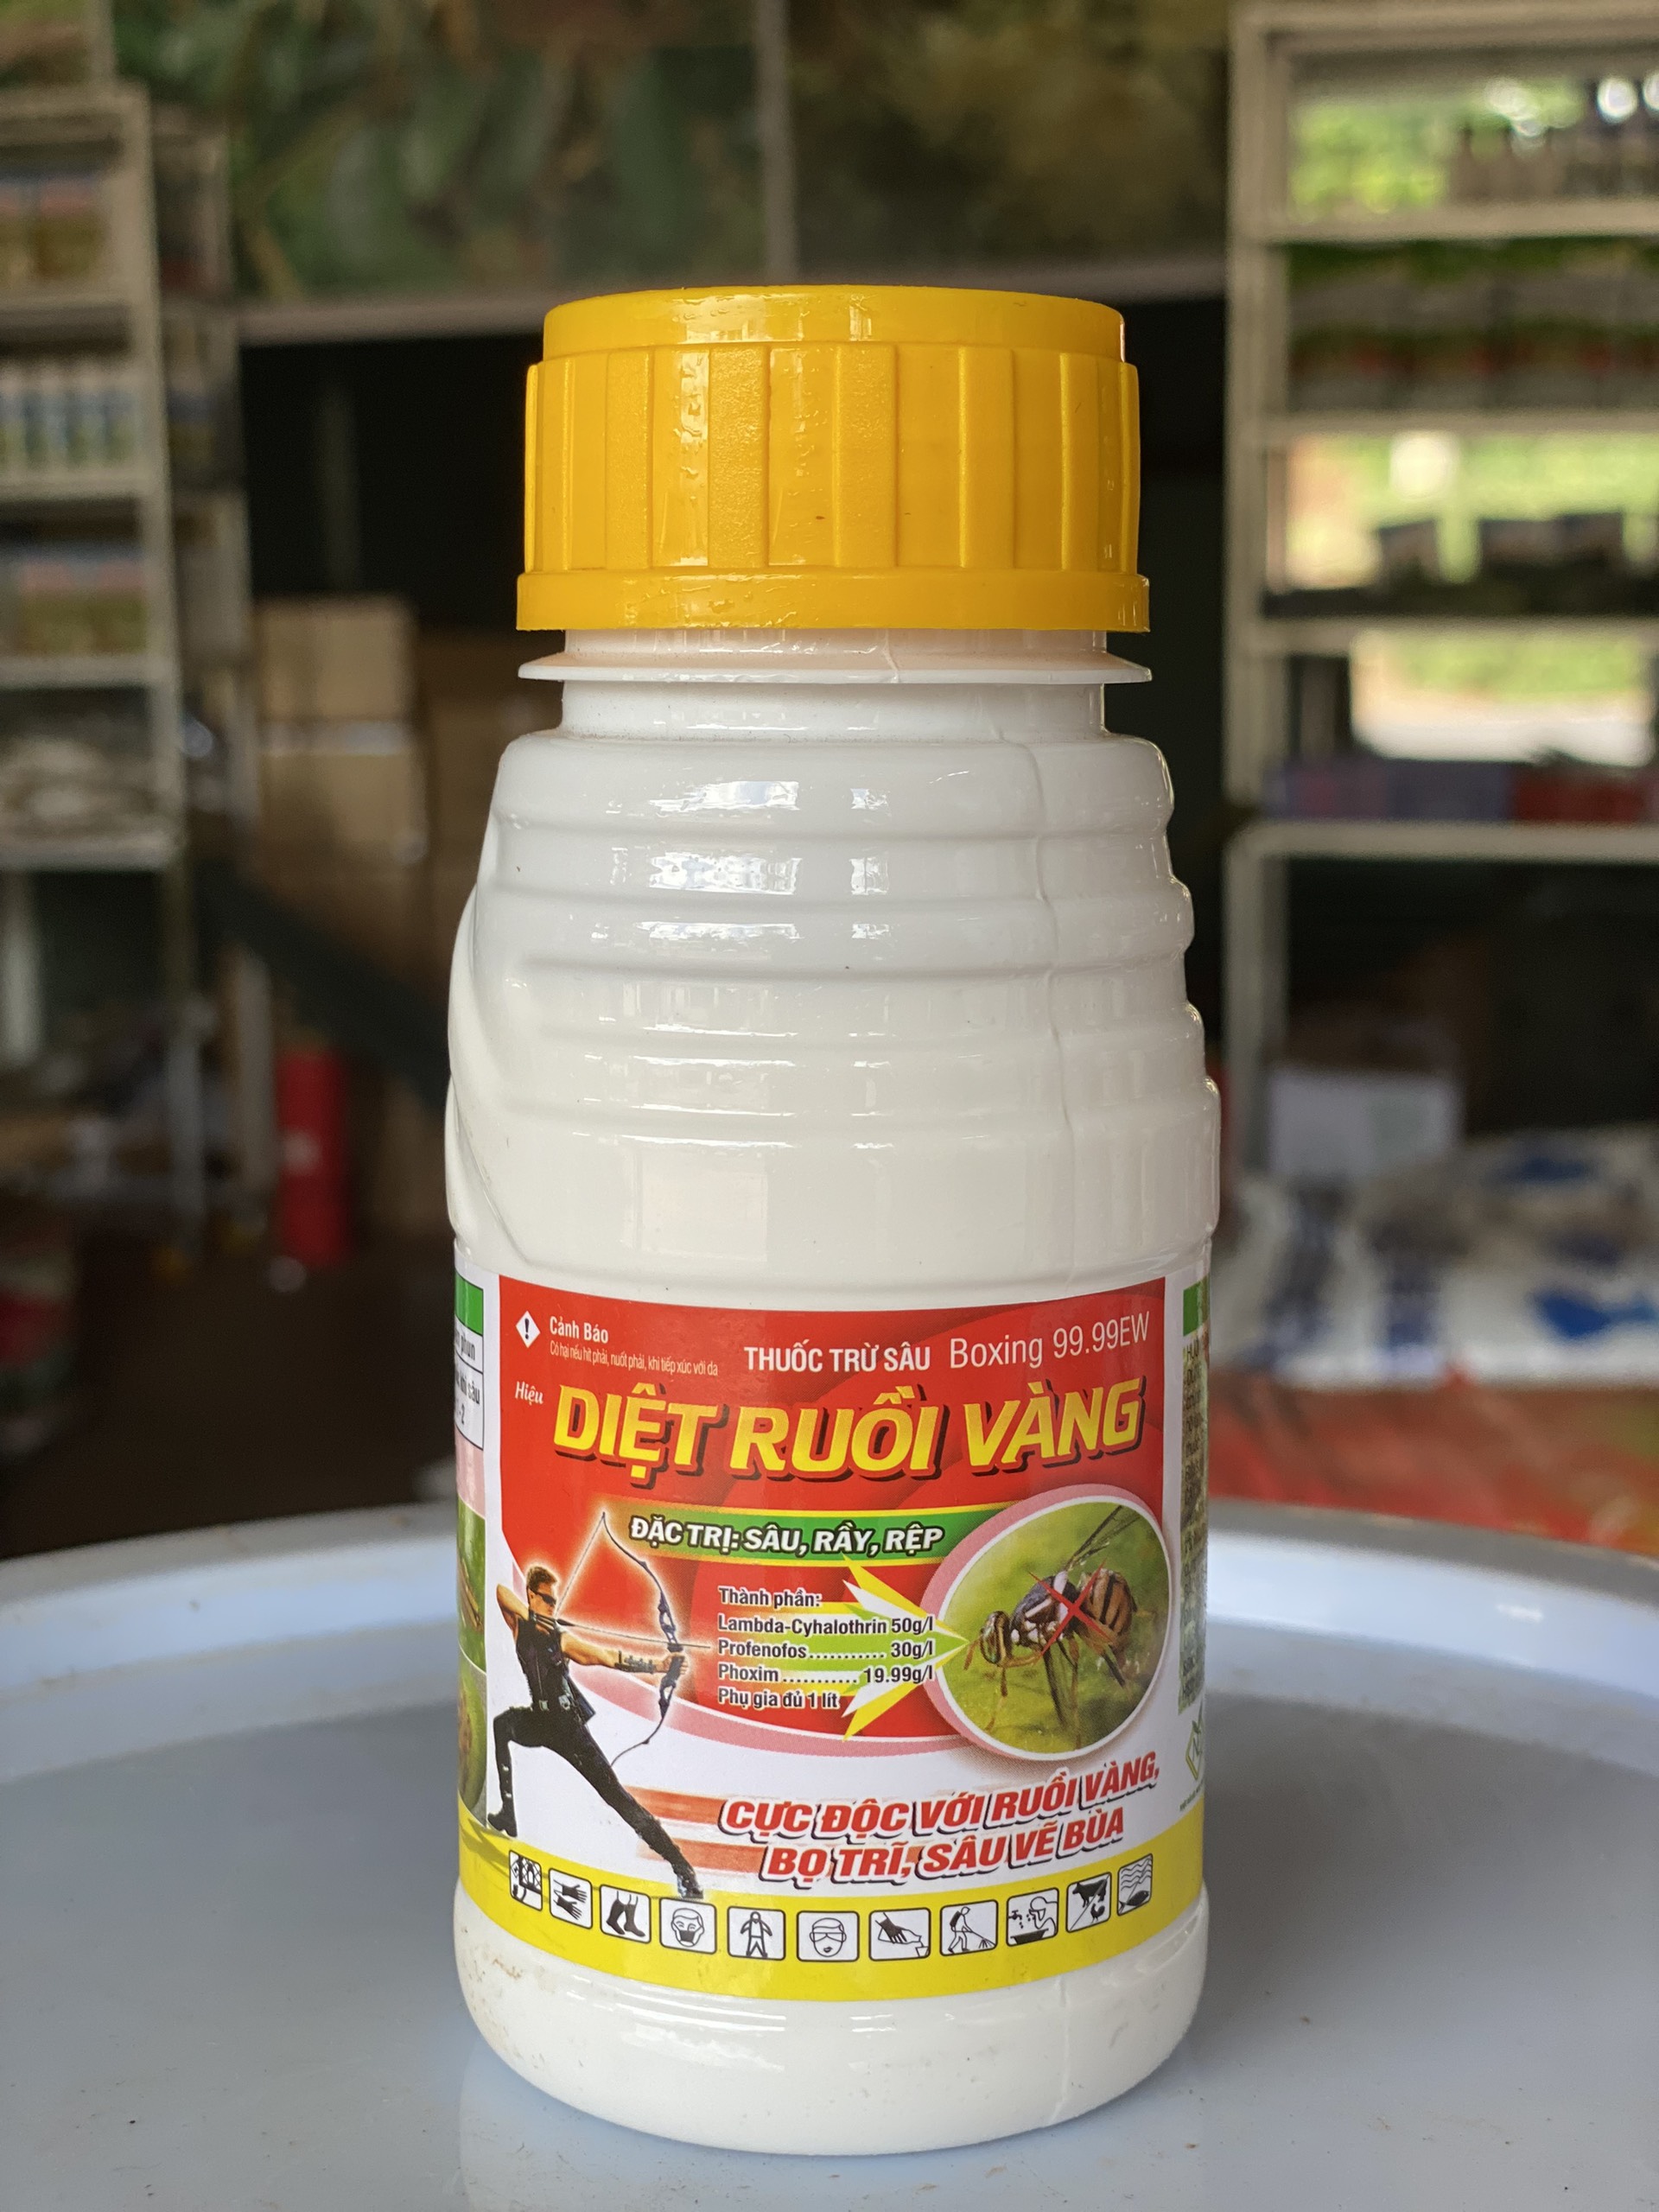 Cảnh Báo
Có hại nếu hít phải, nuốt phải, khi tiếp xúc với da
THUỐC TRỪ SÂU Boxing 99.99EW
Hiệu
DIỆT RUỒI VÀNG
ĐẶC TRỊ: SÂU, RẦY, RỆP
Thành phần:
Lambda-Cyhalothrin 50g/l
Profenofos........... 30g/l
Phoxim........... 19.99g/l
Phụ gia đủ 1 lít
CỰC ĐỘC VỚI RUỒI VÀNG,
BỌ TRĨ, SÂU VẼ BÙA